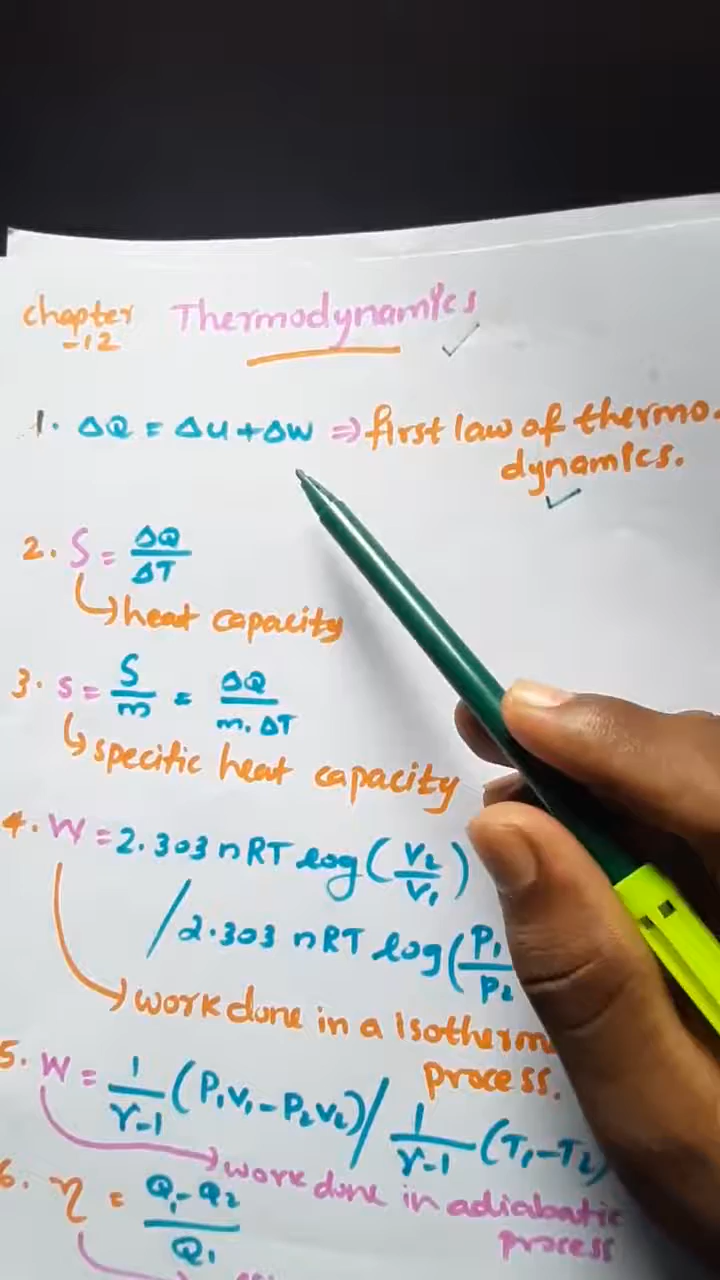 chapter Thermodynamics
-12
1. ΔQ = ΔU + ΔW ⇒ first law of thermo-
dynamics.
2. S = ΔQ/ΔT
heat capacity
3. s = S/m = ΔQ/m.ΔT
specific heat capacity
4. W = 2.303 nRT log(V₂/V₁)
/ 2.303 nRT log(P₁/P₂
work done in a Isotherm
process.
5. W = 1/γ-1 (P₁V₁ - P₂V₂) / 1/γ-1 (T₁ - T₂)
work done in adiabatic
process
6. η = Q₁ - Q₂/Q₁